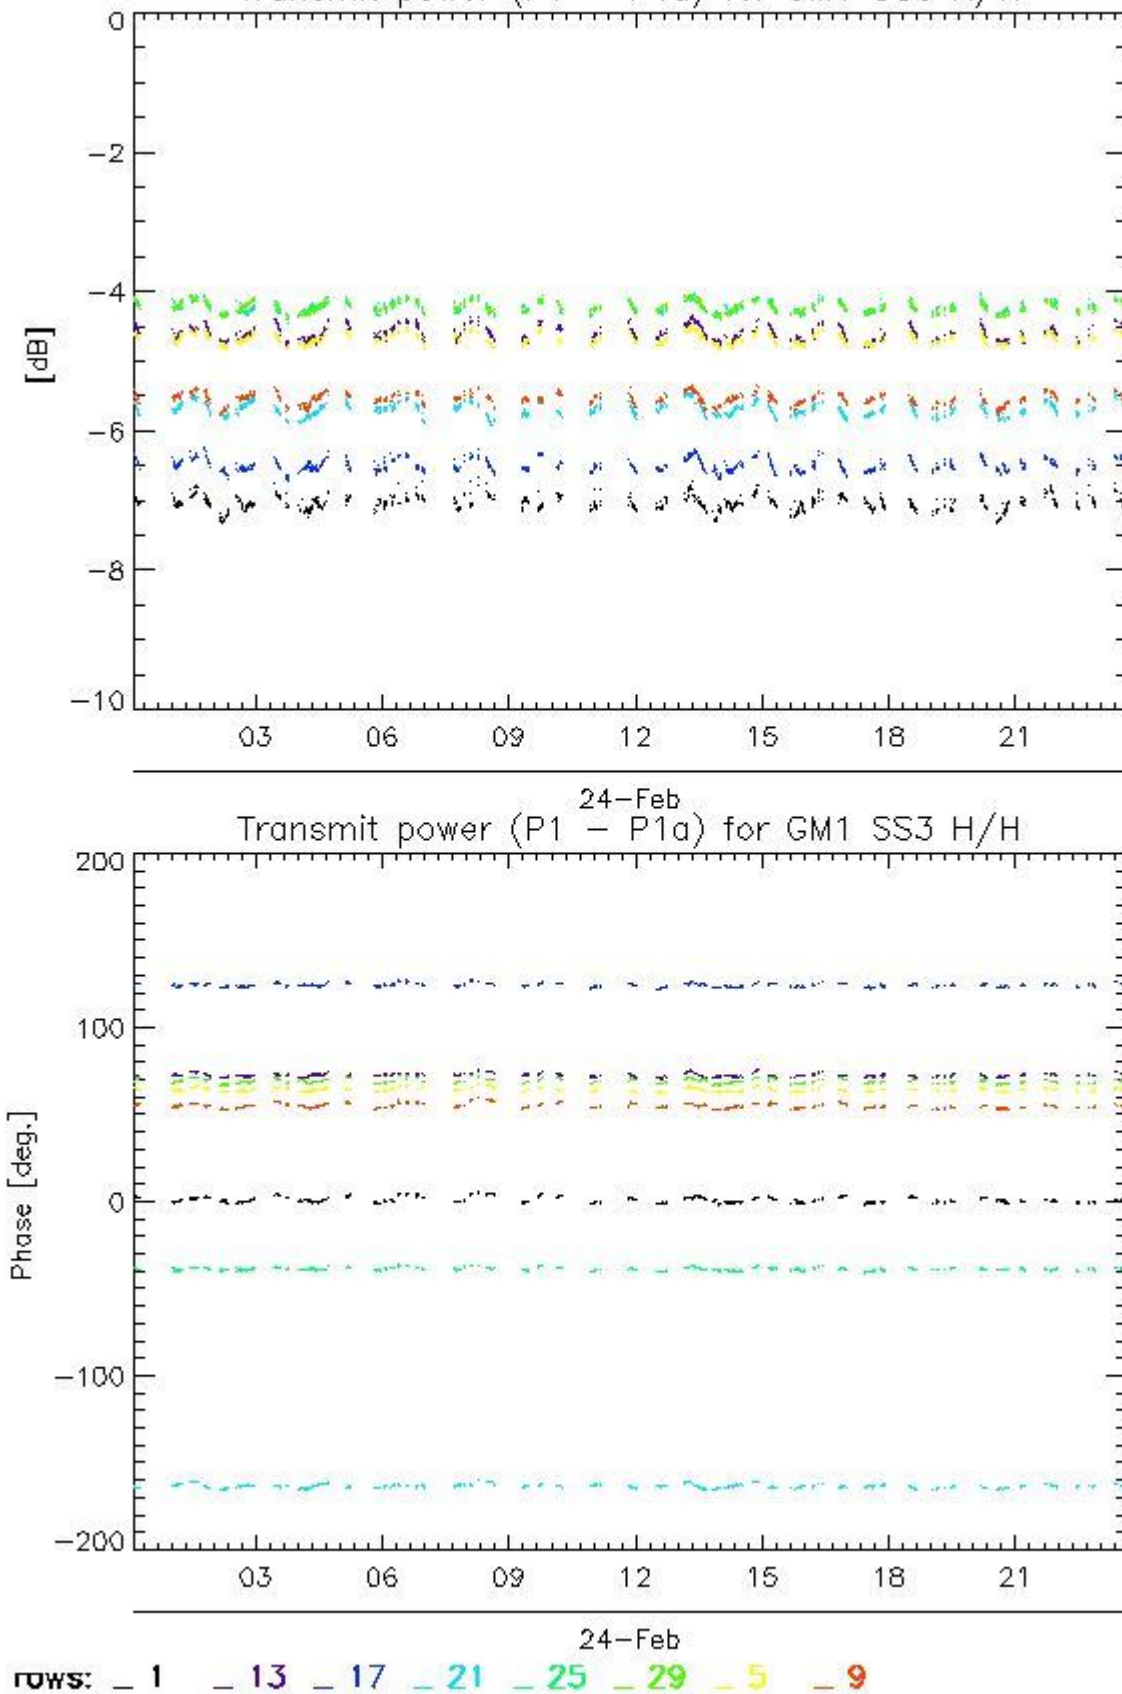 0
−2
−4
−6
−8
−10
[dB]
03 06 09 12 15 18 21
24−Feb
Transmit power (P1 − P1a) for GM1 SS3 H/H
200
100
0
−100
−200
Phase [deg.]
03 06 09 12 15 18 21
24−Feb
rows: _ 1 _ 13 _ 17 _ 21 _ 25 _ 29 _ 5 _ 9